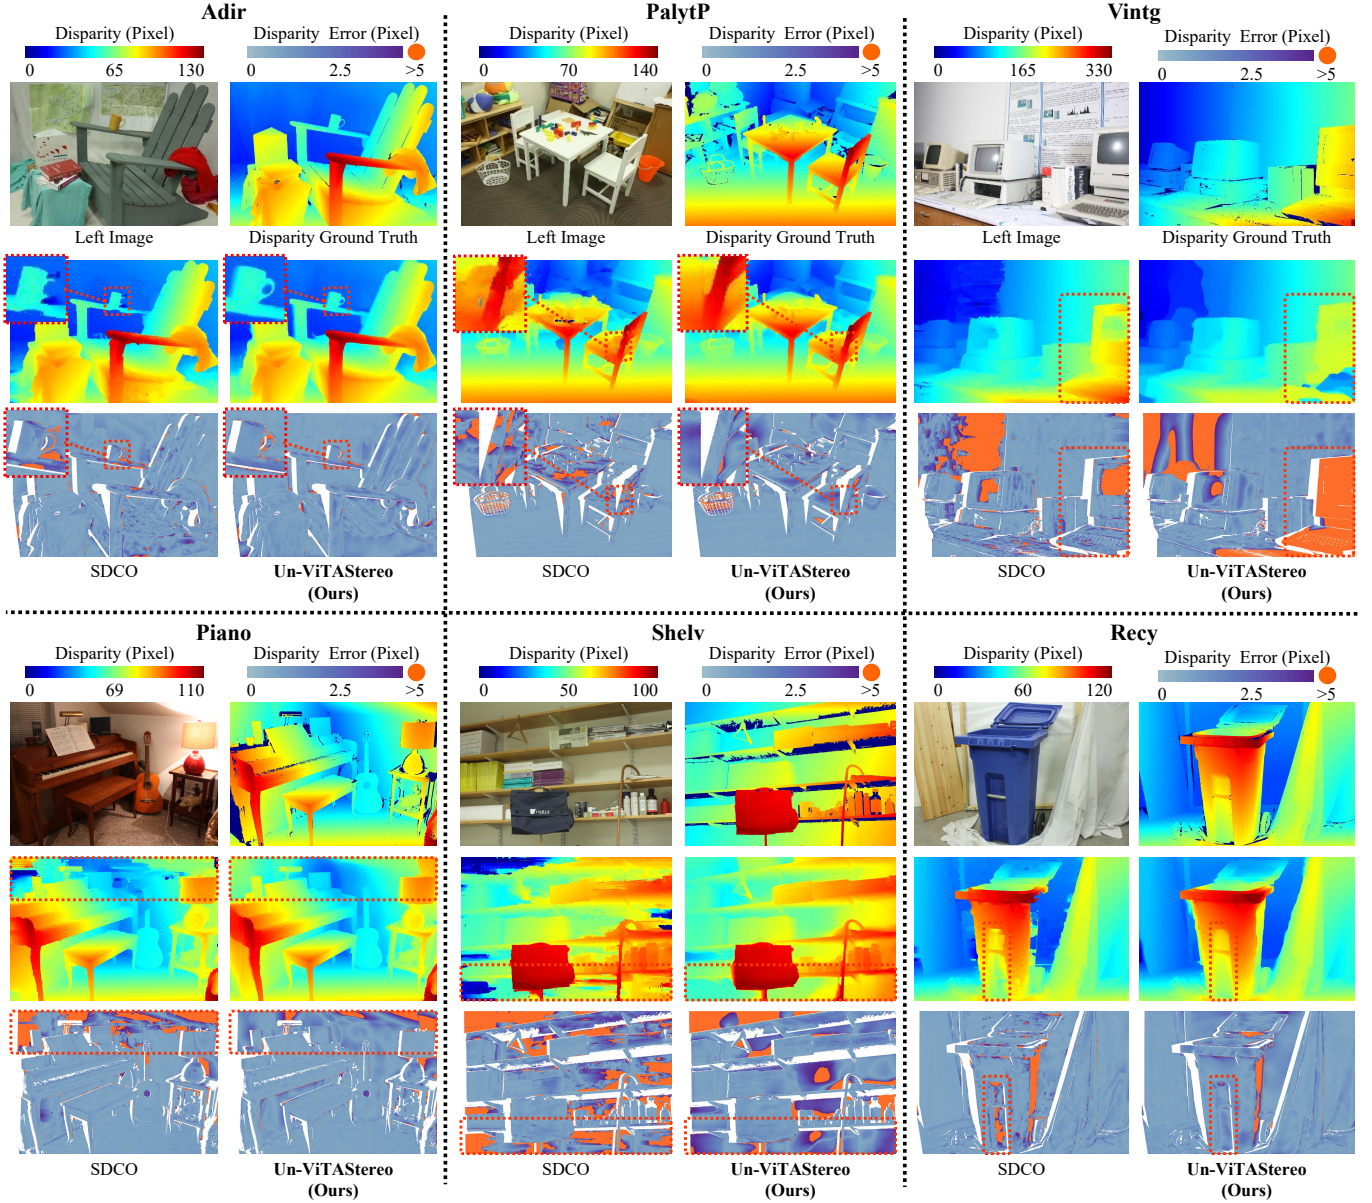 Adir
Disparity (Pixel)
Disparity Error (Pixel)
0 65 130
0 2.5 >5
Left Image
Disparity Ground Truth
SDCO
Un-ViTAStereo
(Ours)
PalytP
Disparity (Pixel)
Disparity Error (Pixel)
0 70 140
0 2.5 >5
Left Image
Disparity Ground Truth
SDCO
Un-ViTAStereo
(Ours)
Vintg
Disparity (Pixel)
Disparity Error (Pixel)
0 165 330
0 2.5 >5
Left Image
Disparity Ground Truth
SDCO
Un-ViTAStereo
(Ours)
Piano
Disparity (Pixel)
Disparity Error (Pixel)
0 69 110
0 2.5 >5
SDCO
Un-ViTAStereo
(Ours)
Shelv
Disparity (Pixel)
Disparity Error (Pixel)
0 50 100
0 2.5 >5
SDCO
Un-ViTAStereo
(Ours)
Recy
Disparity (Pixel)
Disparity Error (Pixel)
0 60 120
0 2.5 >5
SDCO
Un-ViTAStereo
(Ours)